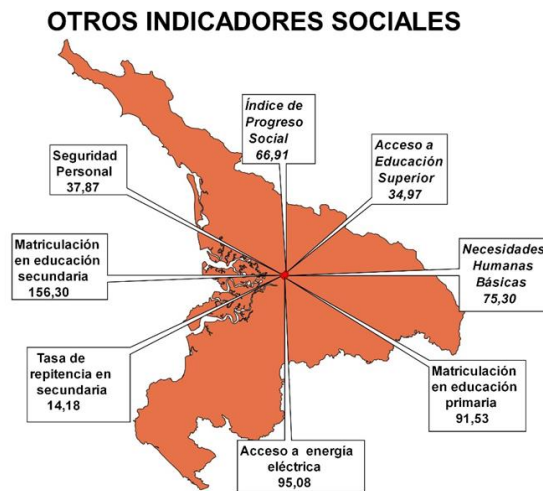 OTROS INDICADORES SOCIALES
Índice de
Progreso
Social
66,91
Acceso a
Educación
Superior
34,97
Seguridad
Personal
37,87
Matriculación
en educación
secundaria
156,30
Necesidades
Humanas
Básicas
75,30
Tasa de
repitencia en
secundaria
14,18
Matriculación
en educación
primaria
91,53
Acceso a energía
eléctrica
95,08